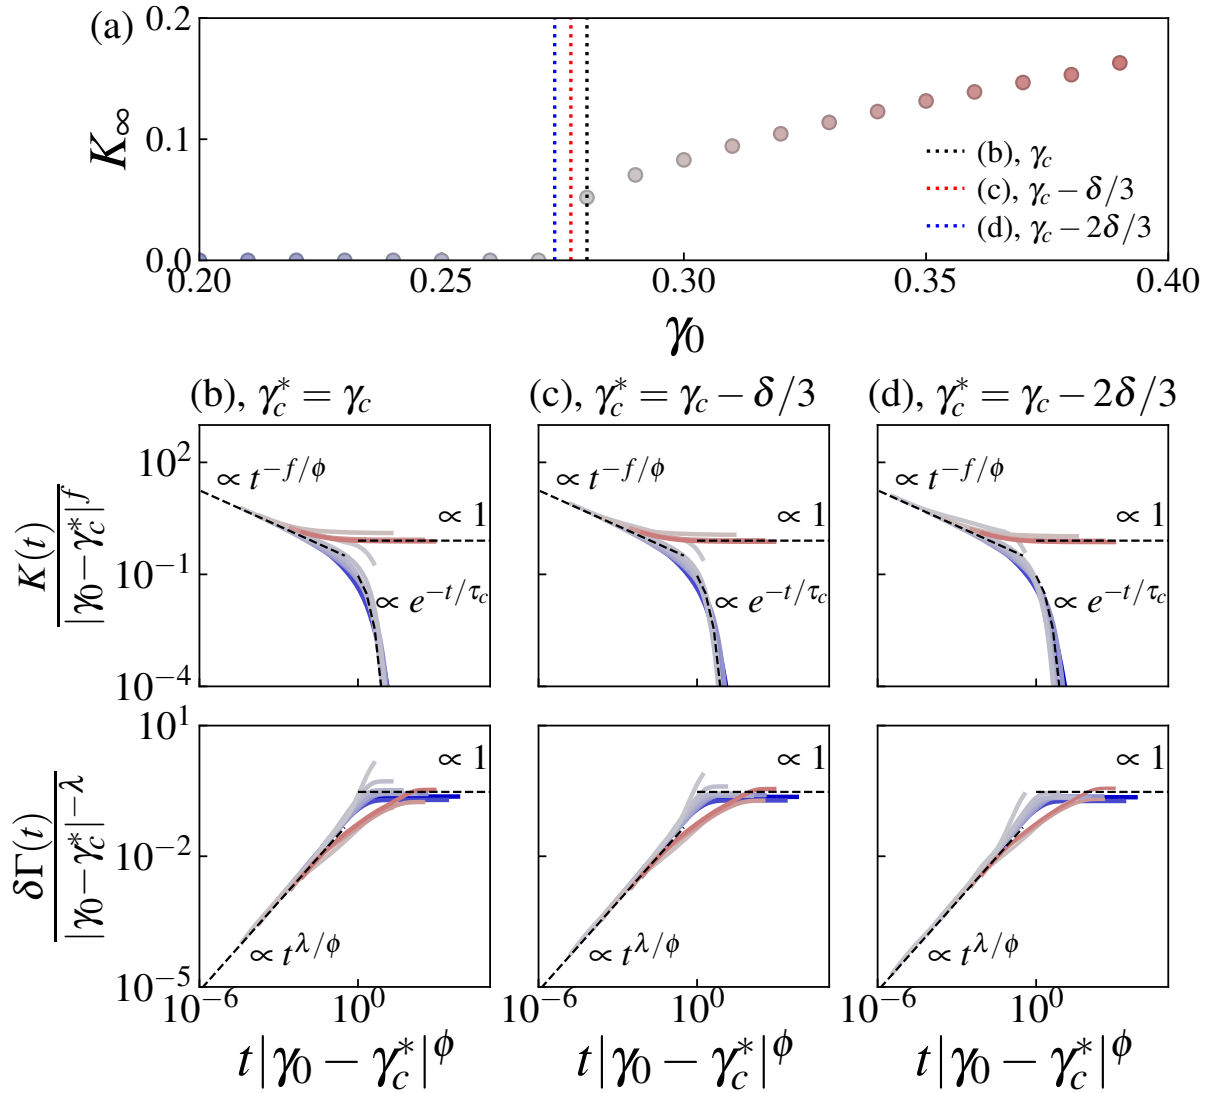 (a)
0.2
0.1
0.0
K∞
(b), γc
(c), γc − δ/3
(d), γc − 2δ/3
0.20 0.25 0.30 0.35 0.40
γ0
(b), γc* = γc
(c), γc* = γc − δ/3
(d), γc* = γc − 2δ/3
K(t)
|γ0−γc*|^f
10^2
10^−1
10^−4
∝ t^−f/ϕ
∝ 1
∝ e^−t/τc
∝ t^−f/ϕ
∝ 1
∝ e^−t/τc
∝ t^−f/ϕ
∝ 1
∝ e^−t/τc
δΓ(t)
|γ0−γc*|^−λ
10^1
10^−2
10^−5
∝ 1
∝ t^λ/ϕ
∝ 1
∝ t^λ/ϕ
∝ 1
∝ t^λ/ϕ
10^−6 10^0 10^−6 10^0 10^−6 10^0
t|γ0 − γc*|^ϕ t|γ0 − γc*|^ϕ t|γ0 − γc*|^ϕ